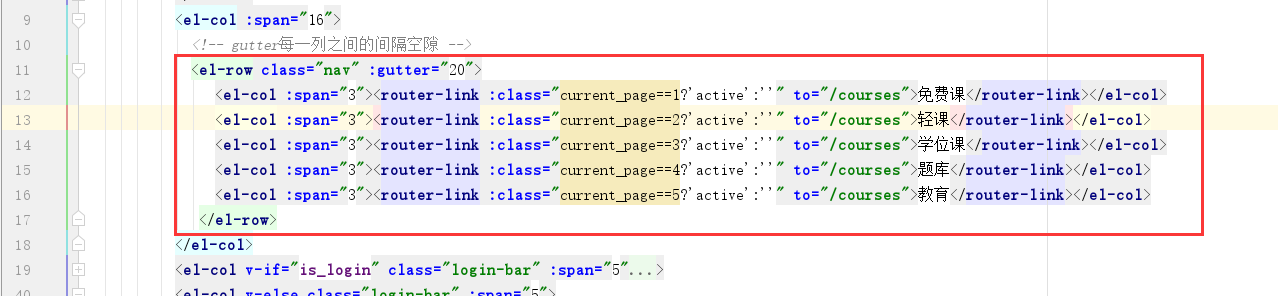 9 <el-col :span="16">
10 <!-- gutter每一列之间的间隔空隙 -->
11 <el-row class="nav" :gutter="20">
12 <el-col :span="3"><router-link :class="current_page==1?'active':''" to="/courses">免费课</router-link></el-col>
13 <el-col :span="3"><router-link :class="current_page==2?'active':''" to="/courses">轻课</router-link></el-col>
14 <el-col :span="3"><router-link :class="current_page==3?'active':''" to="/courses">学位课</router-link></el-col>
15 <el-col :span="3"><router-link :class="current_page==4?'active':''" to="/courses">题库</router-link></el-col>
16 <el-col :span="3"><router-link :class="current_page==5?'active':''" to="/courses">教育</router-link></el-col>
17 </el-row>
18 </el-col>
19 <el-col v-if="is_login" class="login-bar" :span="5"...>
40 <el-col v-else class="login-bar" :span="5">